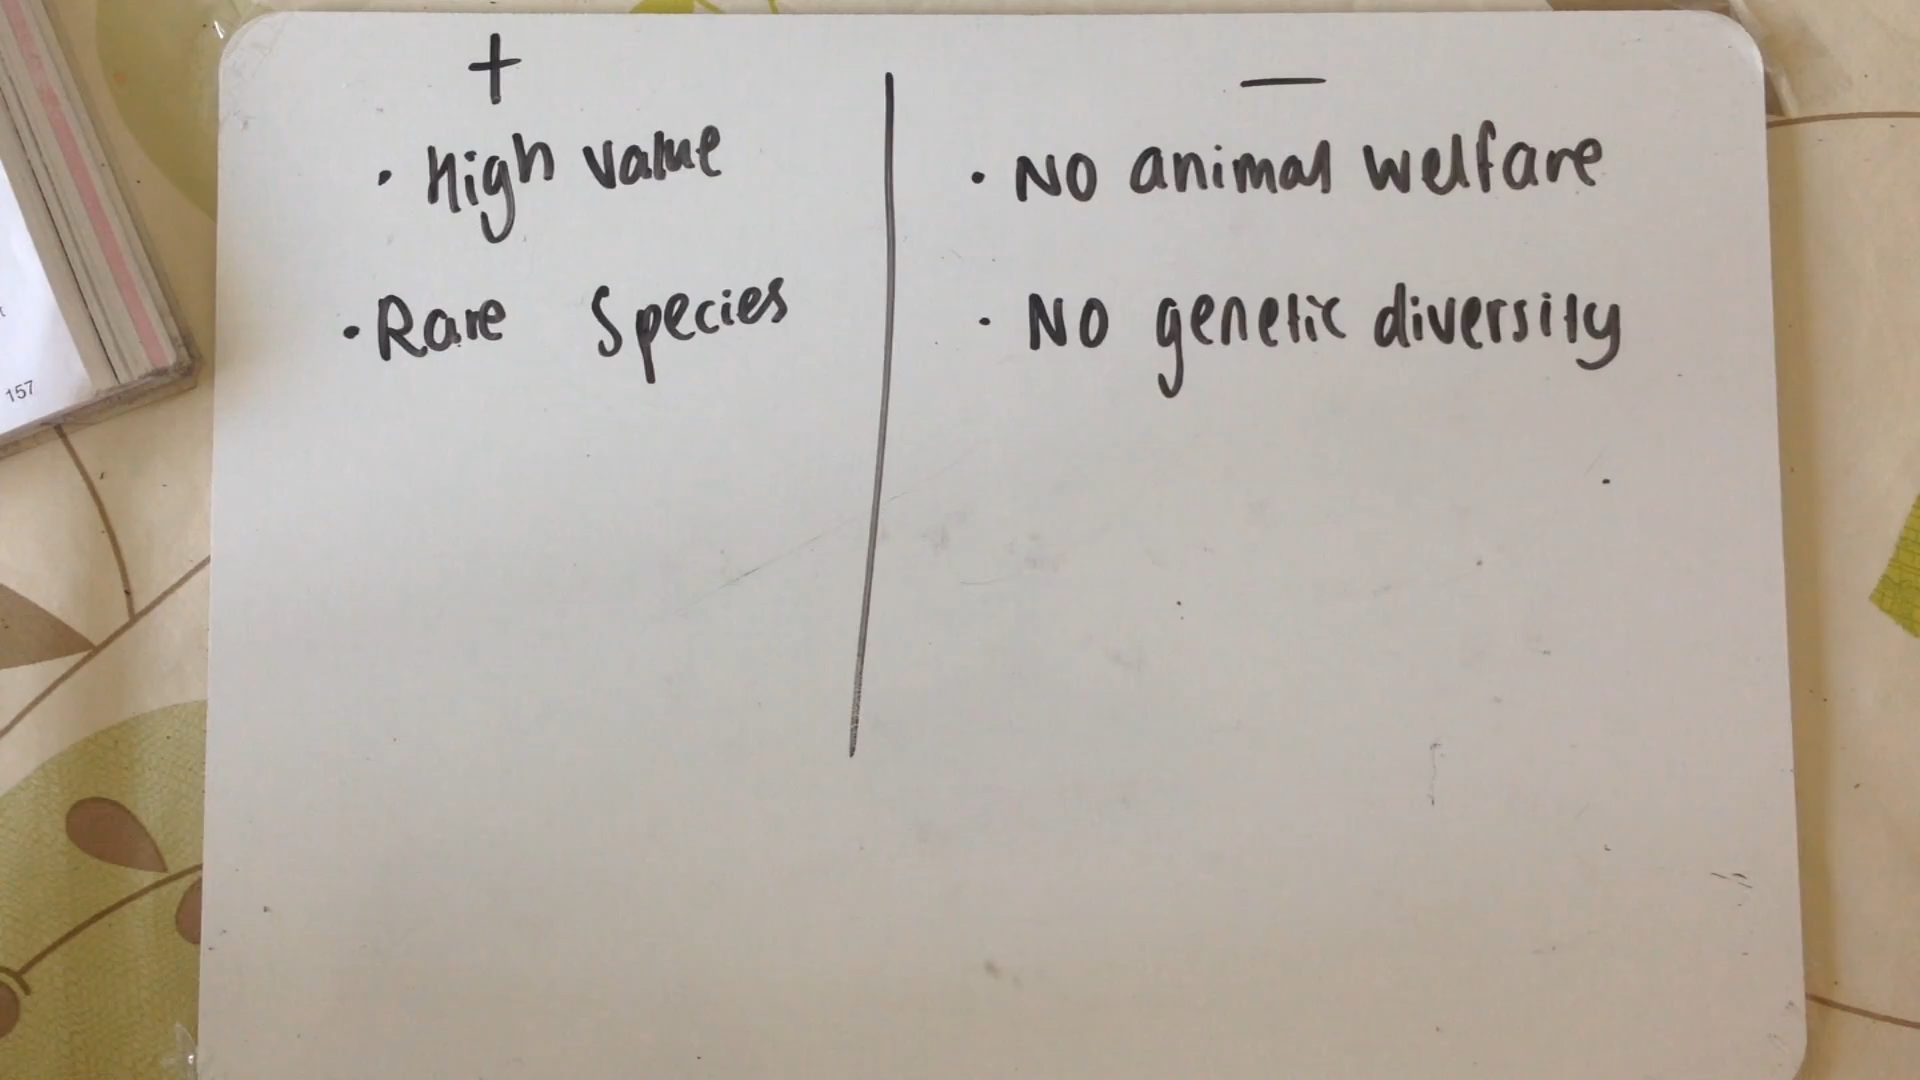 +
• High value
• Rare Species
—
• No animal welfare
• No genetic diversity
157